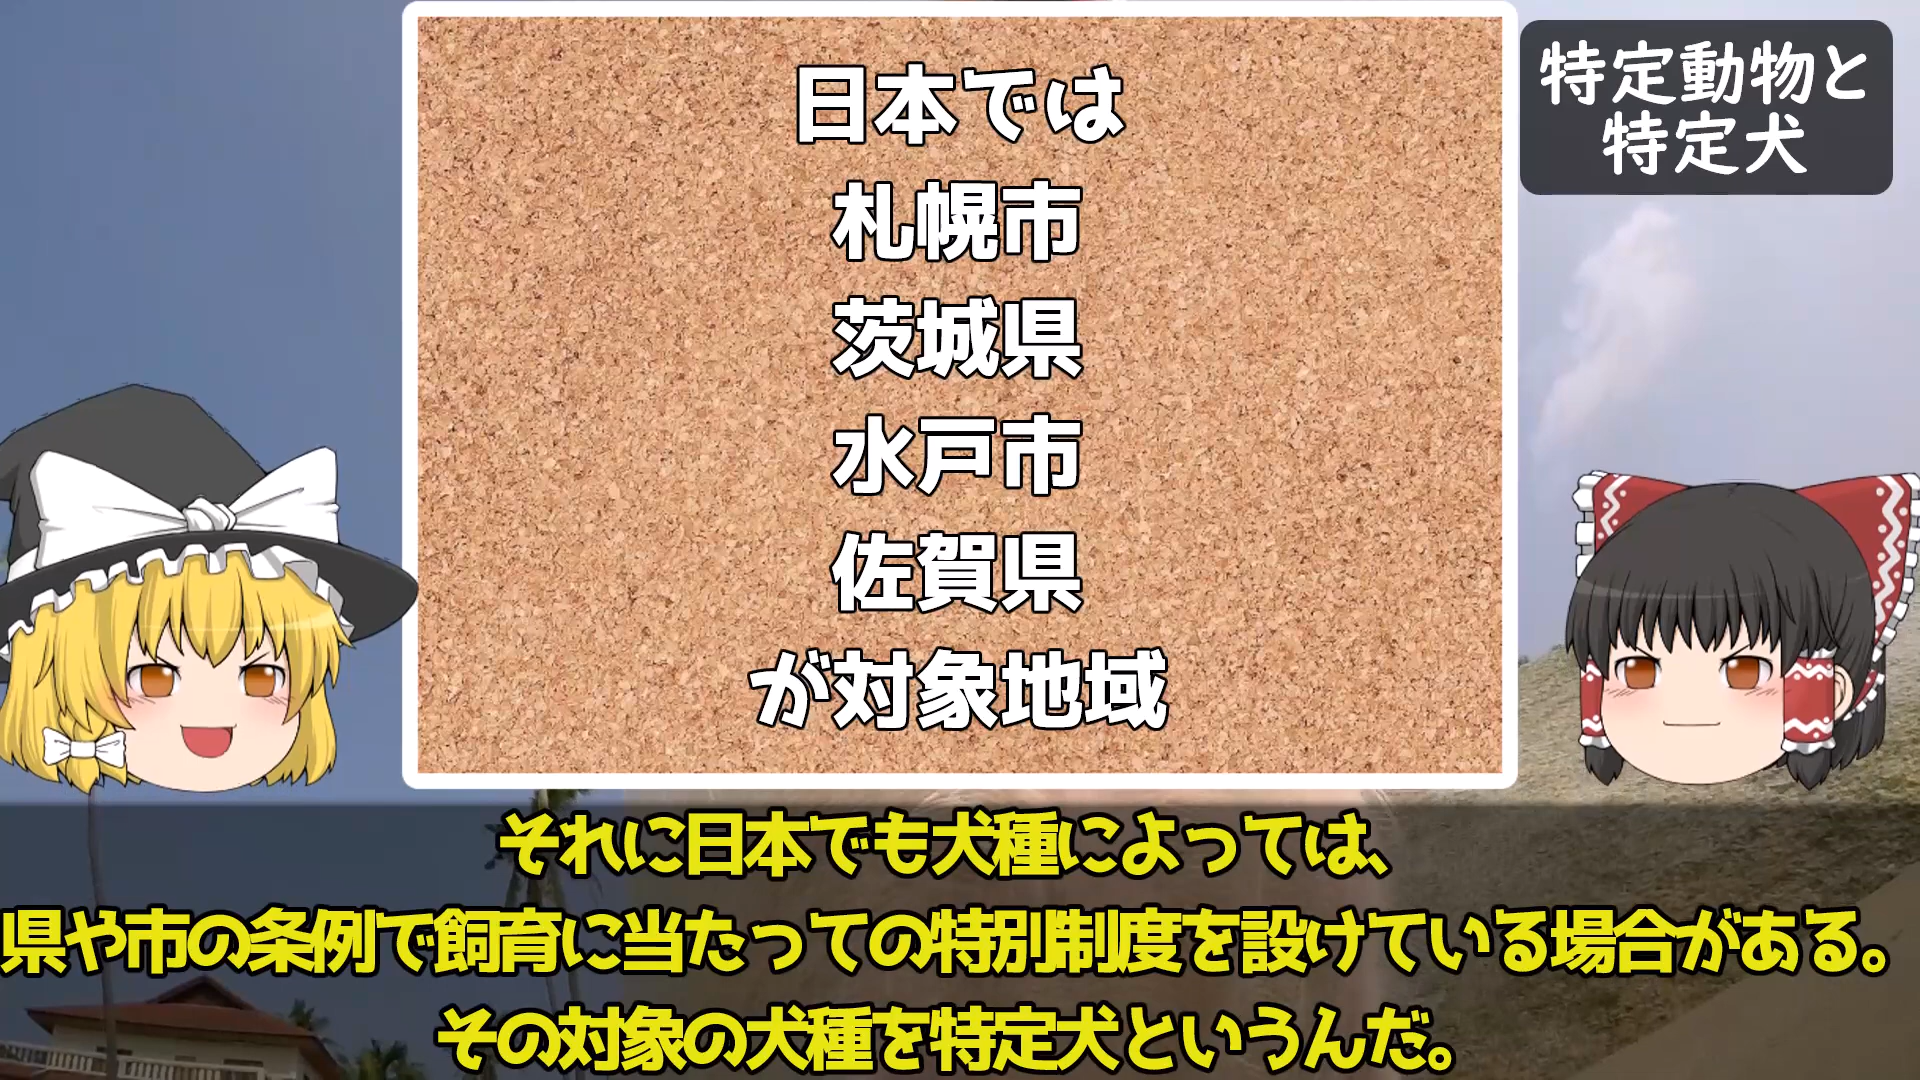 特定動物と
特定犬
日本では
札幌市
茨城県
水戸市
佐賀県
が対象地域
それに日本でも犬種によっては、
県や市の条例で飼育に当たっての特別制度を設けている場合がある。
その対象の犬種を特定犬というんだ。